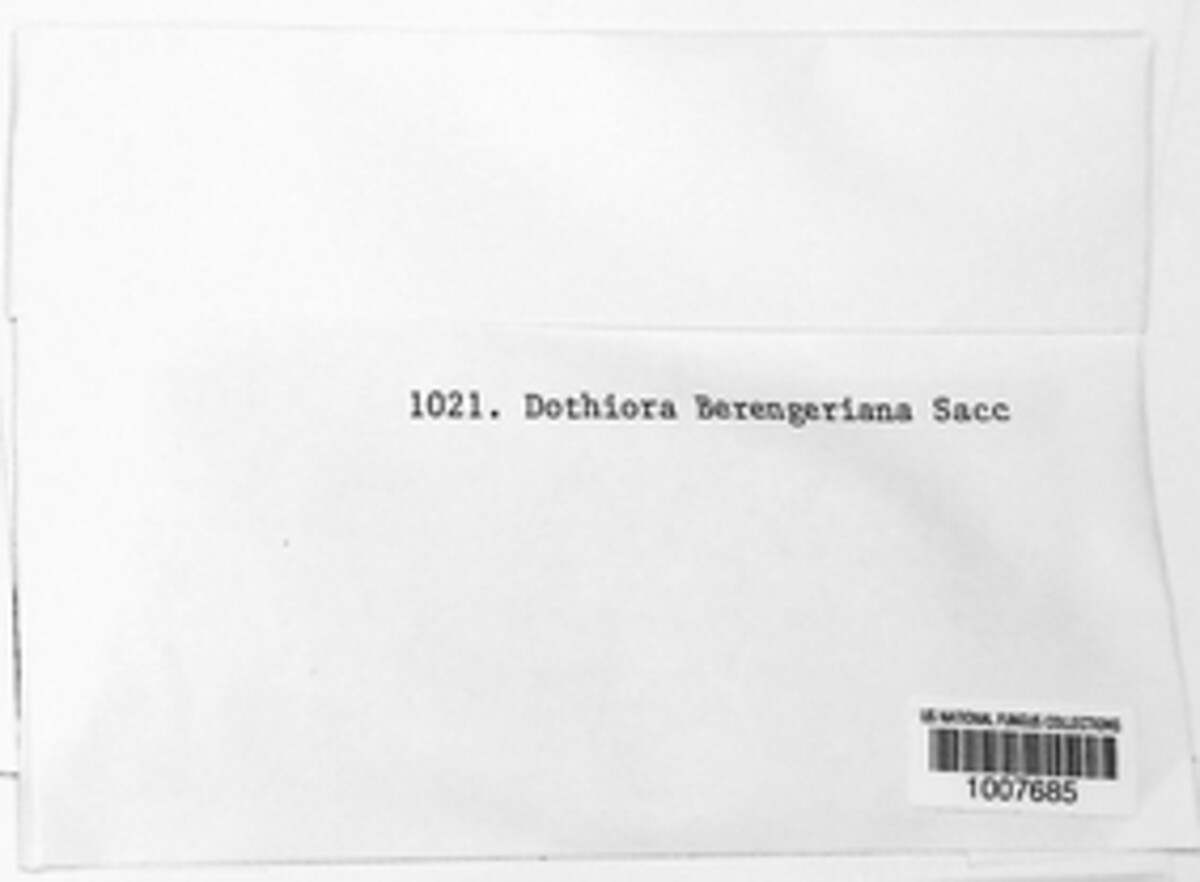 1021. Dothiora Berengeriana Sacc
US NATIONAL FUNGUS COLLECTIONS
1007685